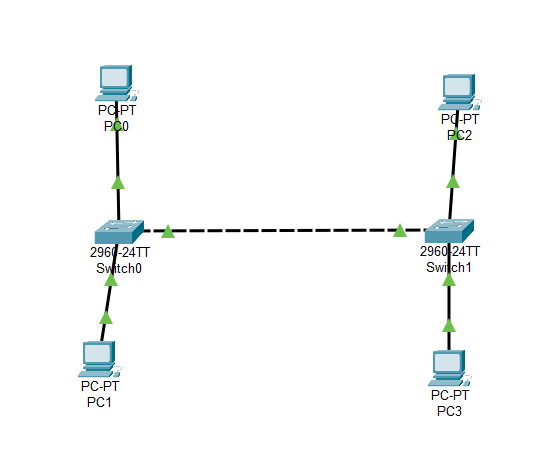 PC-PT
PC0
PC-PT
PC2
2960-24TT
Switch0
2960-24TT
Switch1
PC-PT
PC1
PC-PT
PC3